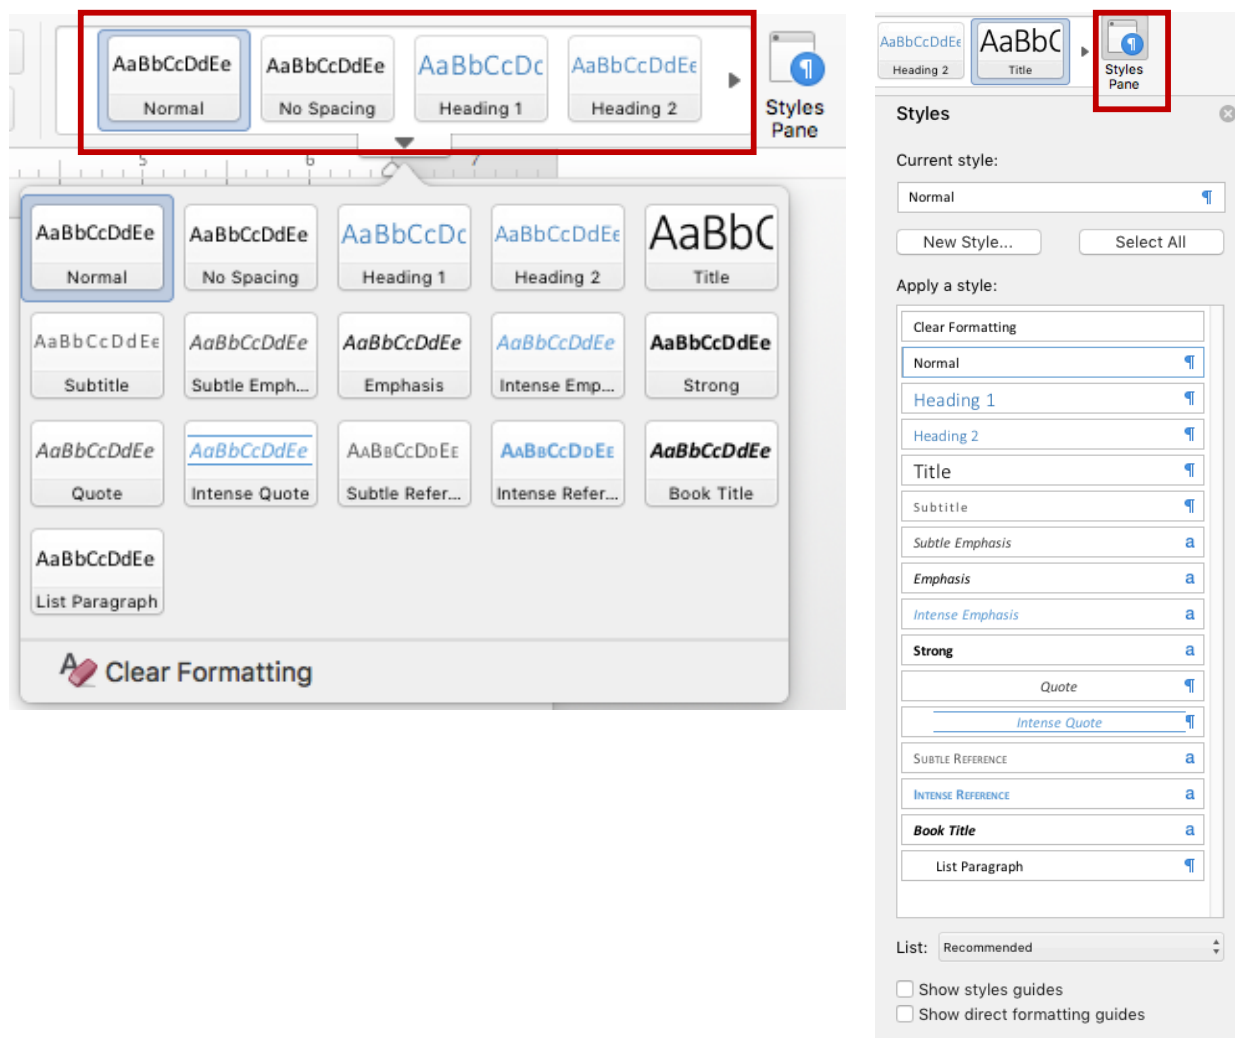 AaBbCcDdEe AaBbCcDdEe AaBbCcDc AaBbCcDdEe
Normal No Spacing Heading 1 Heading 2
Styles
Pane
5 6 7
AaBbCcDdEe AaBbCcDdEe AaBbCcDc AaBbCcDdEe AaBbC
Normal No Spacing Heading 1 Heading 2 Title
AaBbCcDdEe AaBbCcDdEe AaBbCcDdEe AaBbCcDdEe AaBbCcDdEe
Subtitle Subtle Emph... Emphasis Intense Emp... Strong
AaBbCcDdEe AaBbCcDdEe AaBbCcDdEe AaBbCcDdEe AaBbCcDdEe
Quote Intense Quote Subtle Refer... Intense Refer... Book Title
AaBbCcDdEe
List Paragraph
A Clear Formatting
AaBbCcDdEe AaBbC
Heading 2 Title
Styles
Pane
Styles
Current style:
Normal ¶
New Style... Select All
Apply a style:
Clear Formatting
Normal ¶
Heading 1 ¶
Heading 2 ¶
Title ¶
Subtitle ¶
Subtle Emphasis a
Emphasis a
Intense Emphasis a
Strong a
Quote ¶
Intense Quote ¶
Subtle Reference a
Intense Reference a
Book Title a
List Paragraph ¶
List: Recommended
Show styles guides
Show direct formatting guides